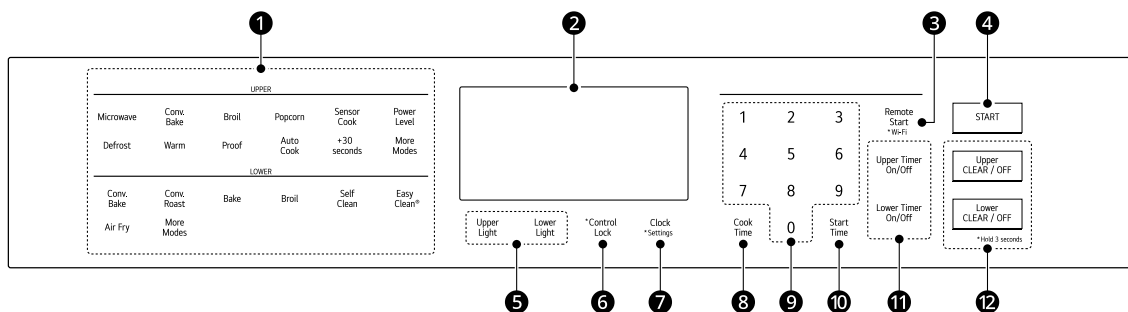 1 2 3 4
UPPER
Microwave Conv. Bake Broil Popcorn Sensor Cook Power Level
Defrost Warm Proof Auto Cook +30 seconds More Modes
LOWER
Conv. Bake Conv. Roast Bake Broil Self Clean Easy Clean®
Air Fry More Modes
Upper Light Lower Light
*Control Lock
Clock
*Settings
1 2 3
4 5 6
7 8 9
Cook Time 0 Start Time
Remote Start
*Wi-Fi
Upper Timer On/Off
Lower Timer On/Off
START
Upper
CLEAR / OFF
Lower
CLEAR / OFF
*Hold 3 seconds
5 6 7 8 9 10 11 12